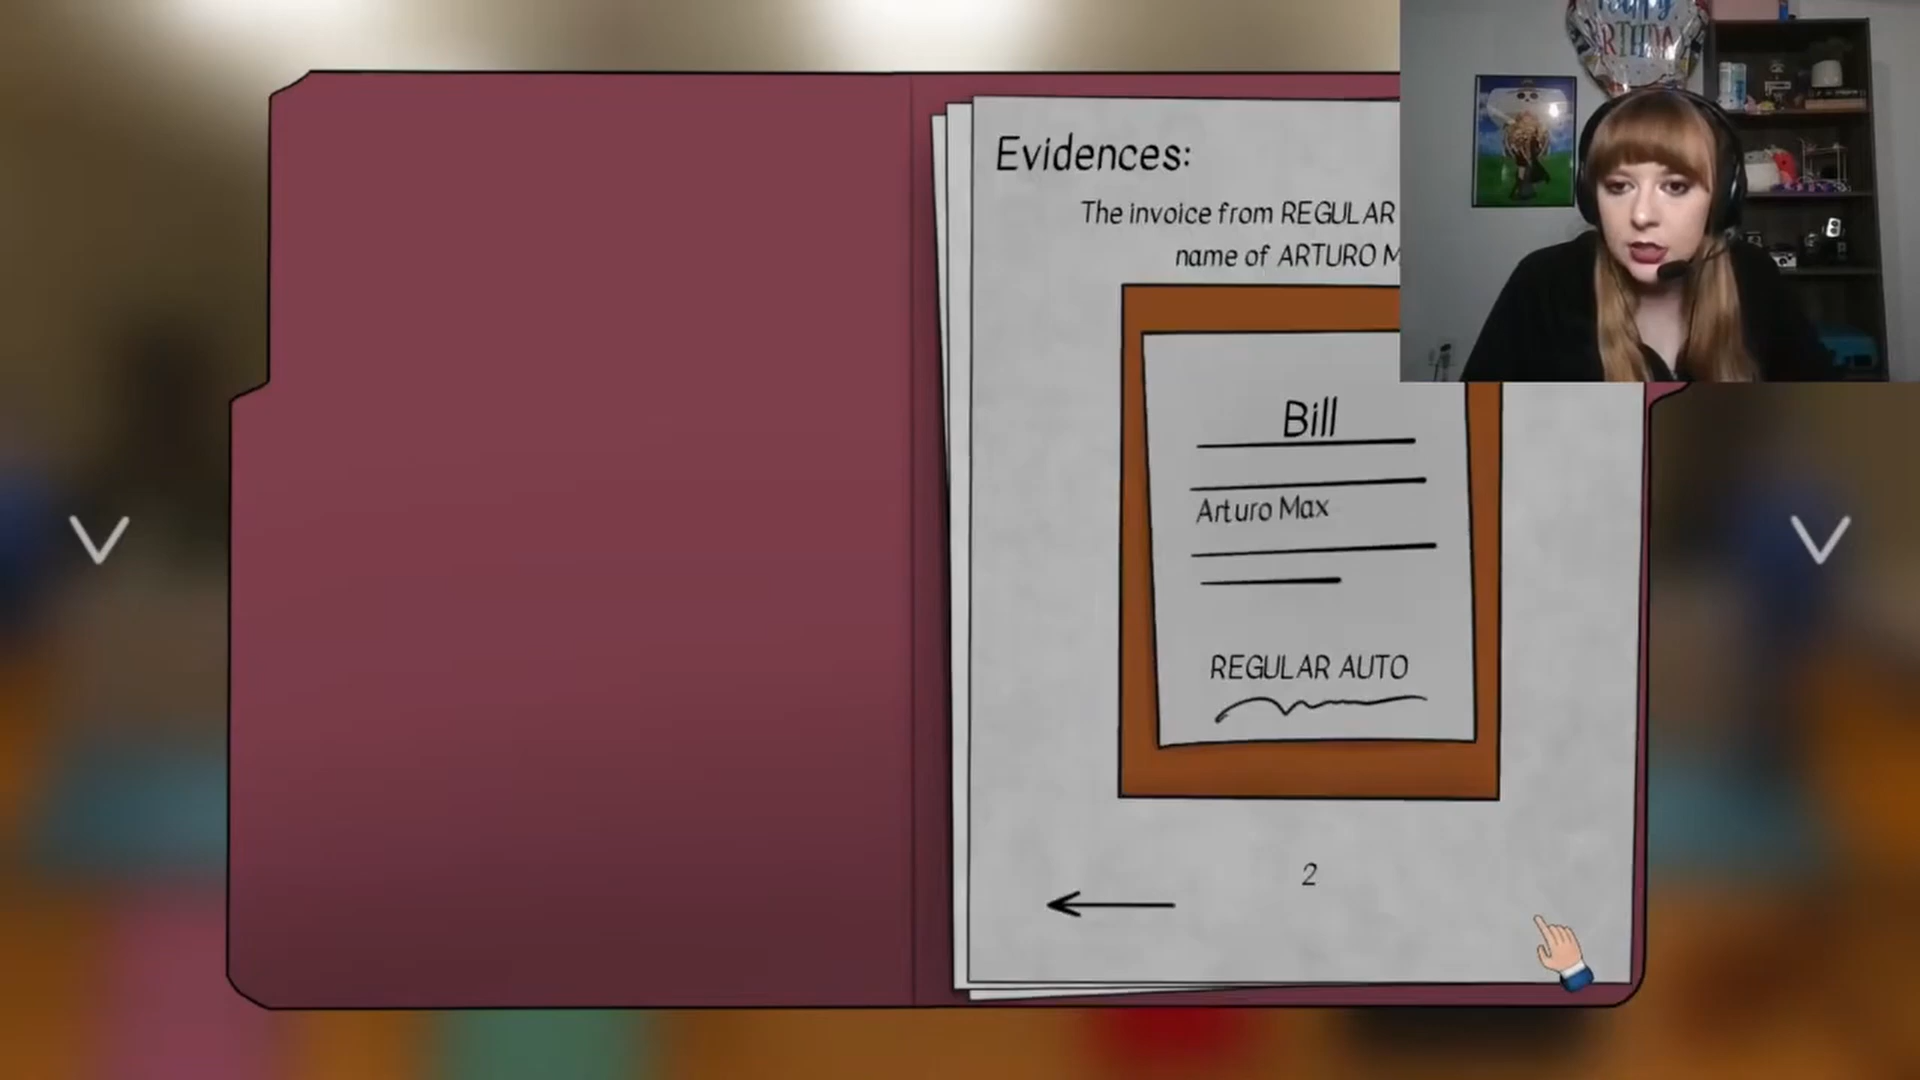 Evidences:
The invoice from REGULAR
name of ARTURO
Bill
Arturo Max
REGULAR AUTO
2